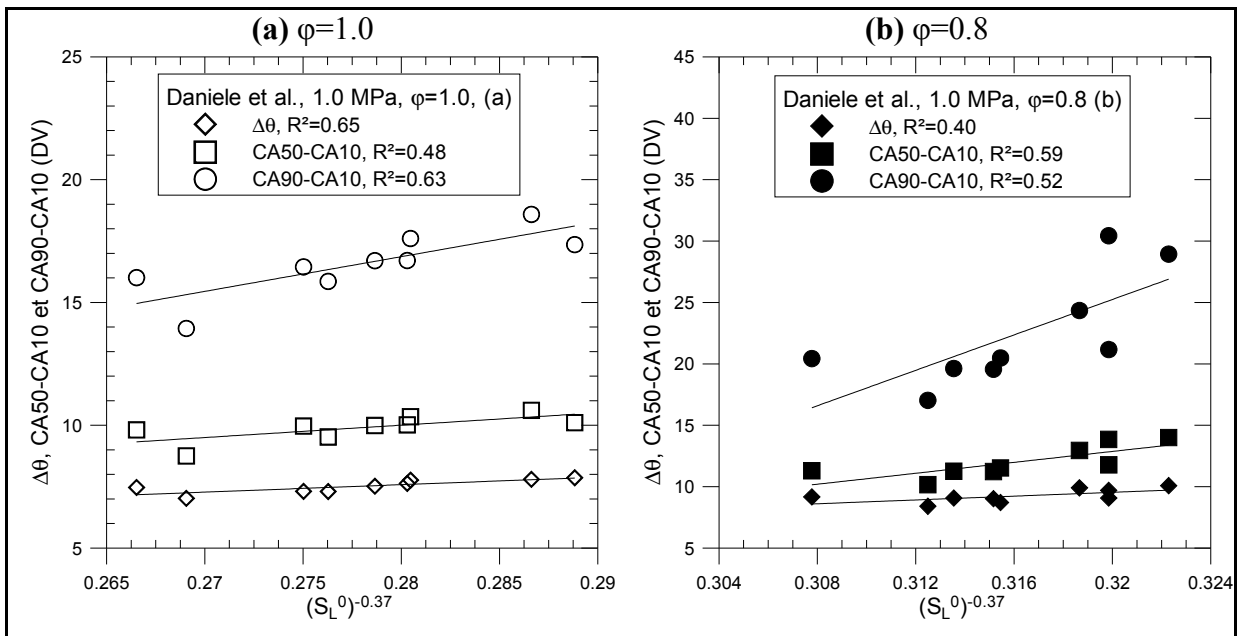 (a) φ=1.0
25
20
15
10
5
Δθ, CA50-CA10 et CA90-CA10 (DV)
Daniele et al., 1.0 MPa, φ=1.0, (a)
Δθ, R²=0.65
CA50-CA10, R²=0.48
CA90-CA10, R²=0.63
0.265 0.27 0.275 0.28 0.285 0.29
(S_L⁰)^-0.37
(b) φ=0.8
45
40
35
30
25
20
15
10
5
Δθ, CA50-CA10 et CA90-CA10 (DV)
Daniele et al., 1.0 MPa, φ=0.8 (b)
Δθ, R²=0.40
CA50-CA10, R²=0.59
CA90-CA10, R²=0.52
0.304 0.308 0.312 0.316 0.32 0.324
(S_L⁰)^-0.37